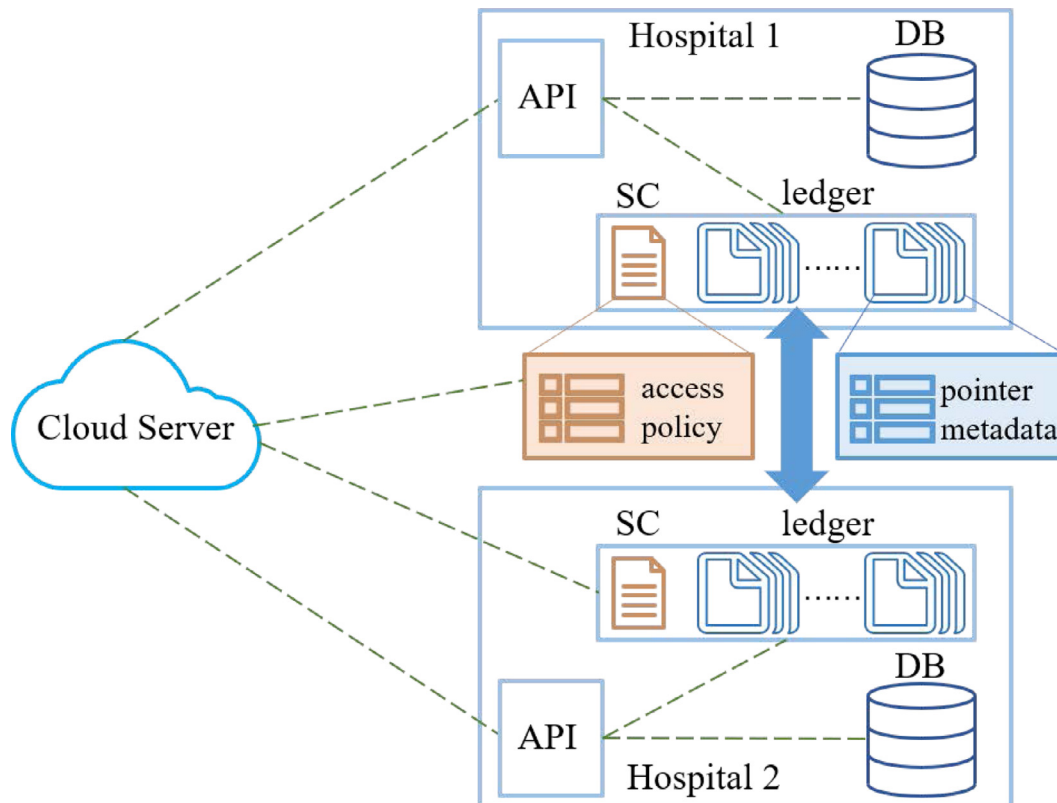 Hospital 1
DB
API
SC
ledger
......
access
policy
pointer
metadata
Cloud Server
SC
ledger
......
DB
API
Hospital 2